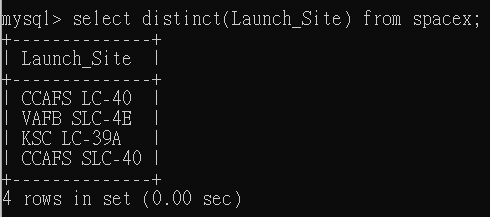 mysql> select distinct(Launch_Site) from spacex;
+--------------+
| Launch_Site  |
+--------------+
| CCAFS LC-40  |
| VAFB SLC-4E  |
| KSC LC-39A   |
| CCAFS SLC-40 |
+--------------+
4 rows in set (0.00 sec)